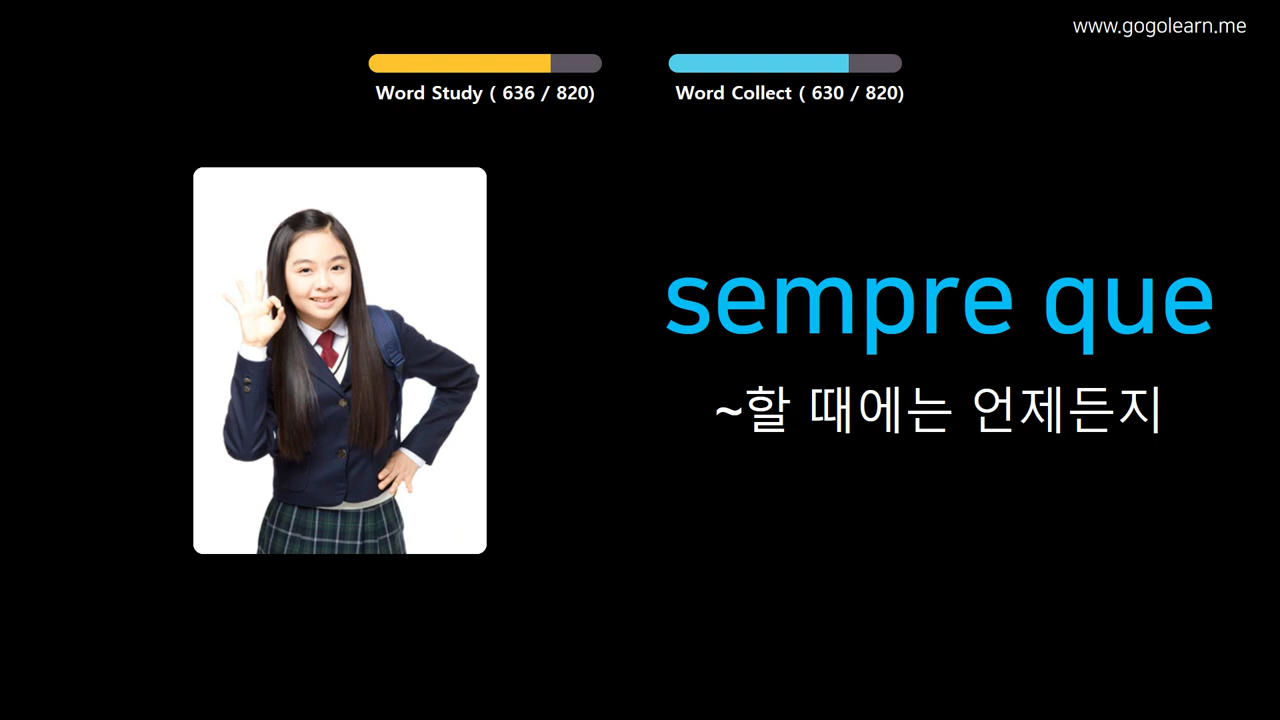 www.gogolearn.me
Word Study ( 636 / 820)
Word Collect ( 630 / 820)
sempre que
~할 때에는 언제든지